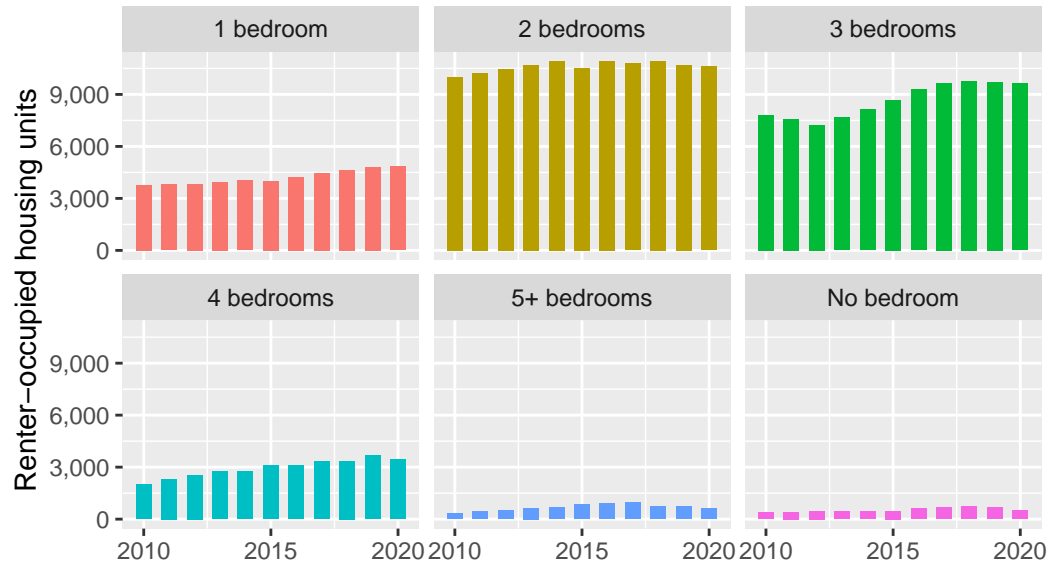 Renter−occupied housing units
1 bedroom
2 bedrooms
3 bedrooms
9,000
6,000
3,000
0
4 bedrooms
5+ bedrooms
No bedroom
9,000
6,000
3,000
0
2010
2015
2020
2010
2015
2020
2010
2015
2020